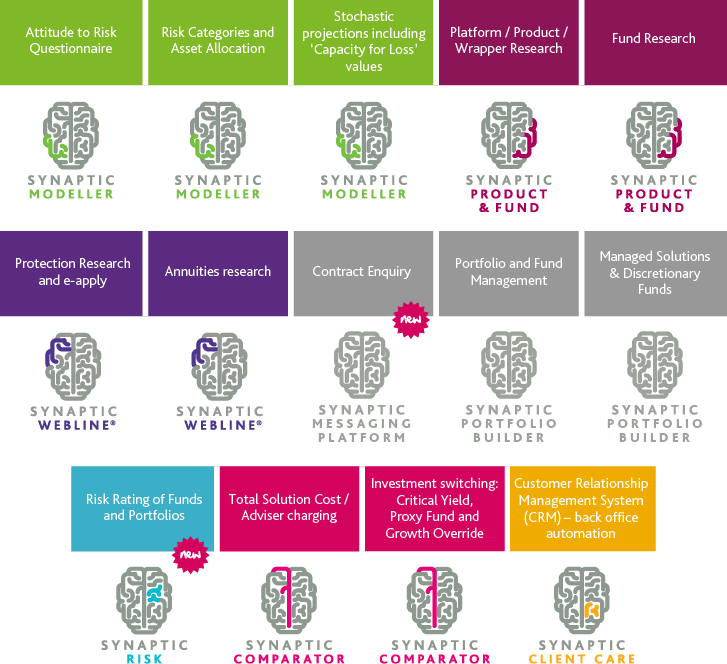 Attitude to Risk
Questionnaire
Risk Categories and
Asset Allocation
Stochastic
projections including
‘Capacity for Loss’
values
Platform / Product /
Wrapper Research
Fund Research
SYNAPTIC
MODELLER
SYNAPTIC
MODELLER
SYNAPTIC
MODELLER
SYNAPTIC
PRODUCT
& FUND
SYNAPTIC
PRODUCT
& FUND
Protection Research
and e-apply
Annuities research
Contract Enquiry
new
Portfolio and Fund
Management
Managed Solutions
& Discretionary
Funds
SYNAPTIC
WEBLINE®
SYNAPTIC
WEBLINE®
SYNAPTIC
MESSAGING
PLATFORM
SYNAPTIC
PORTFOLIO
BUILDER
SYNAPTIC
PORTFOLIO
BUILDER
Risk Rating of Funds
and Portfolios
new
Total Solution Cost /
Adviser charging
Investment switching:
Critical Yield,
Proxy Fund and
Growth Override
Customer Relationship
Management System
(CRM) – back office
automation
SYNAPTIC
RISK
SYNAPTIC
COMPARATOR
SYNAPTIC
COMPARATOR
SYNAPTIC
CLIENT CARE